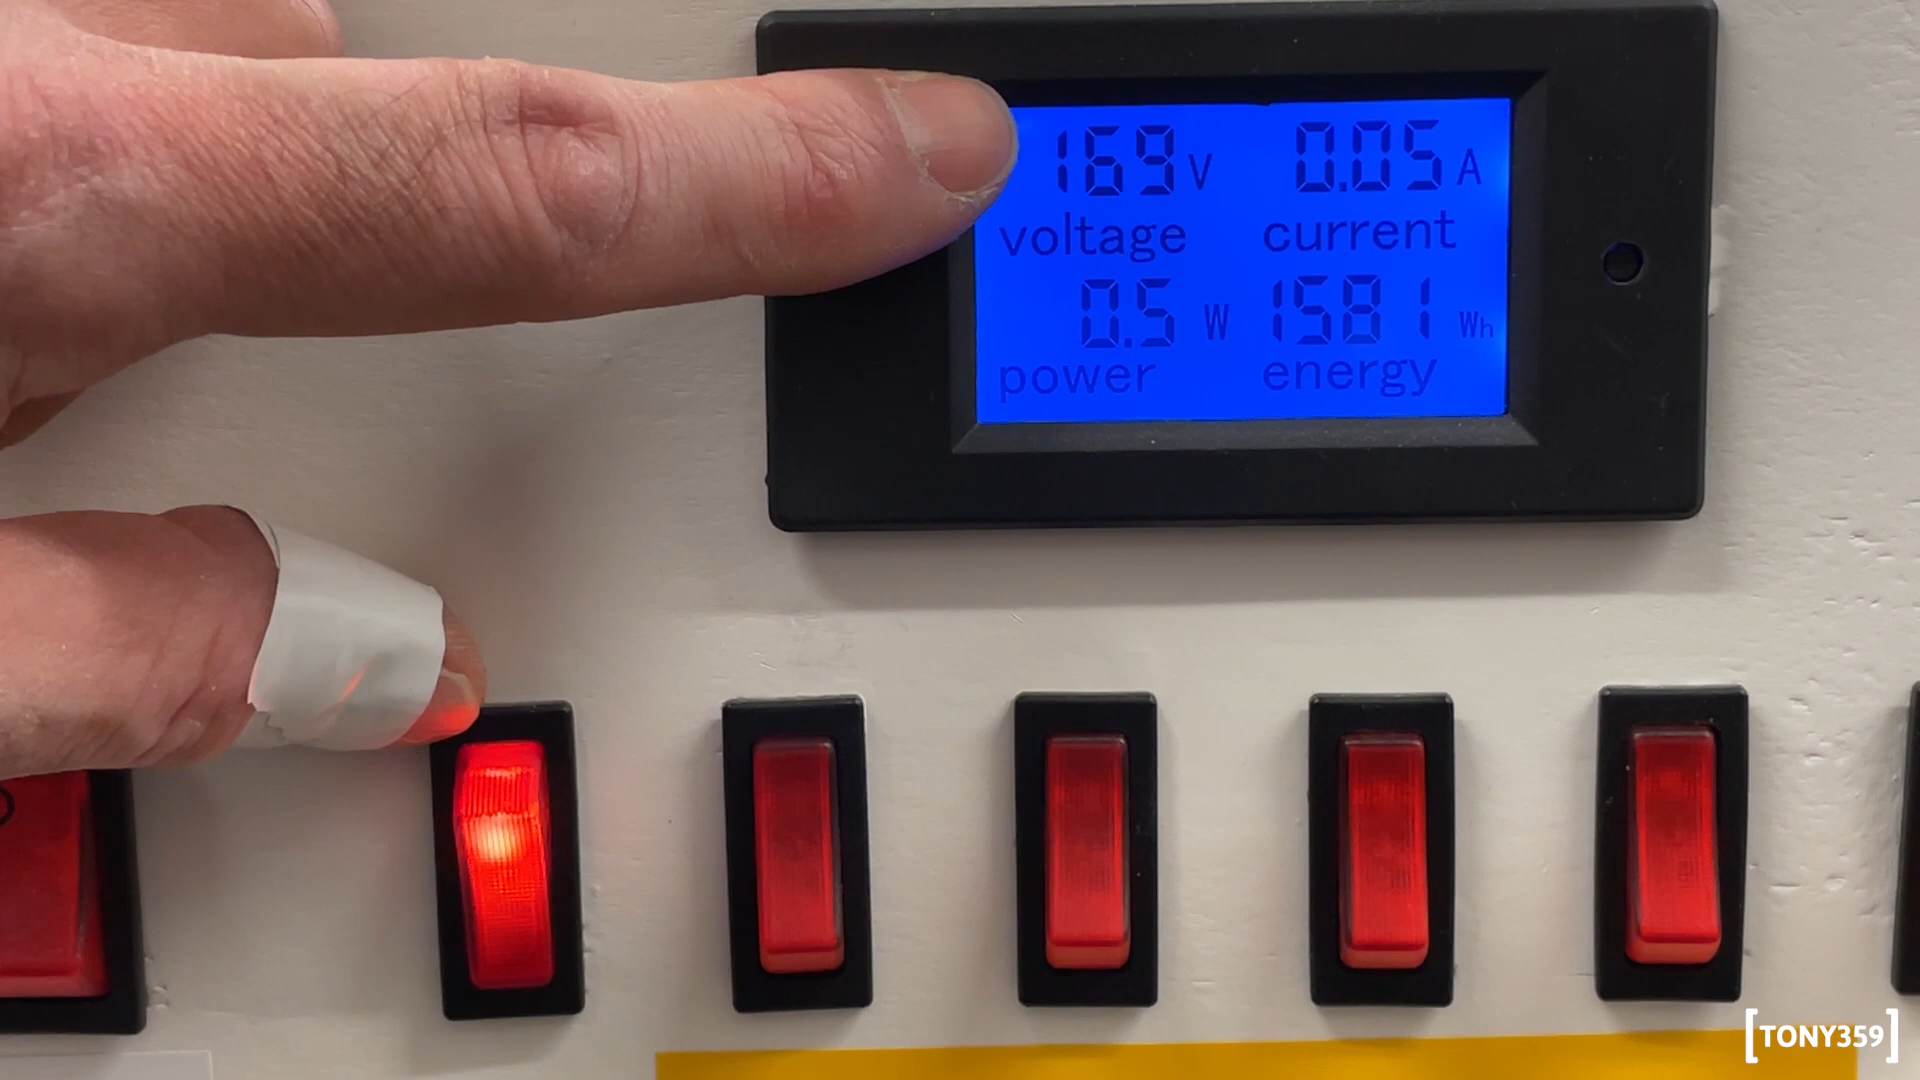 169 V 0.05 A
voltage current
0.5 W 1581 Wh
power energy
[TONY359]